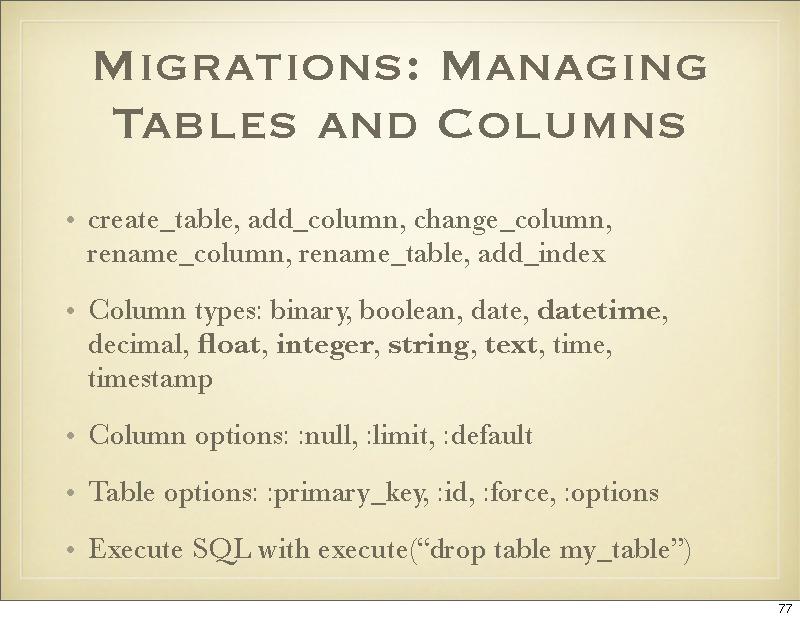 Migrations: Managing
Tables and Columns
• create_table, add_column, change_column,
rename_column, rename_table, add_index
• Column types: binary, boolean, date, datetime,
decimal, float, integer, string, text, time,
timestamp
• Column options: :null, :limit, :default
• Table options: :primary_key, :id, :force, :options
• Execute SQL with execute(“drop table my_table”)
77